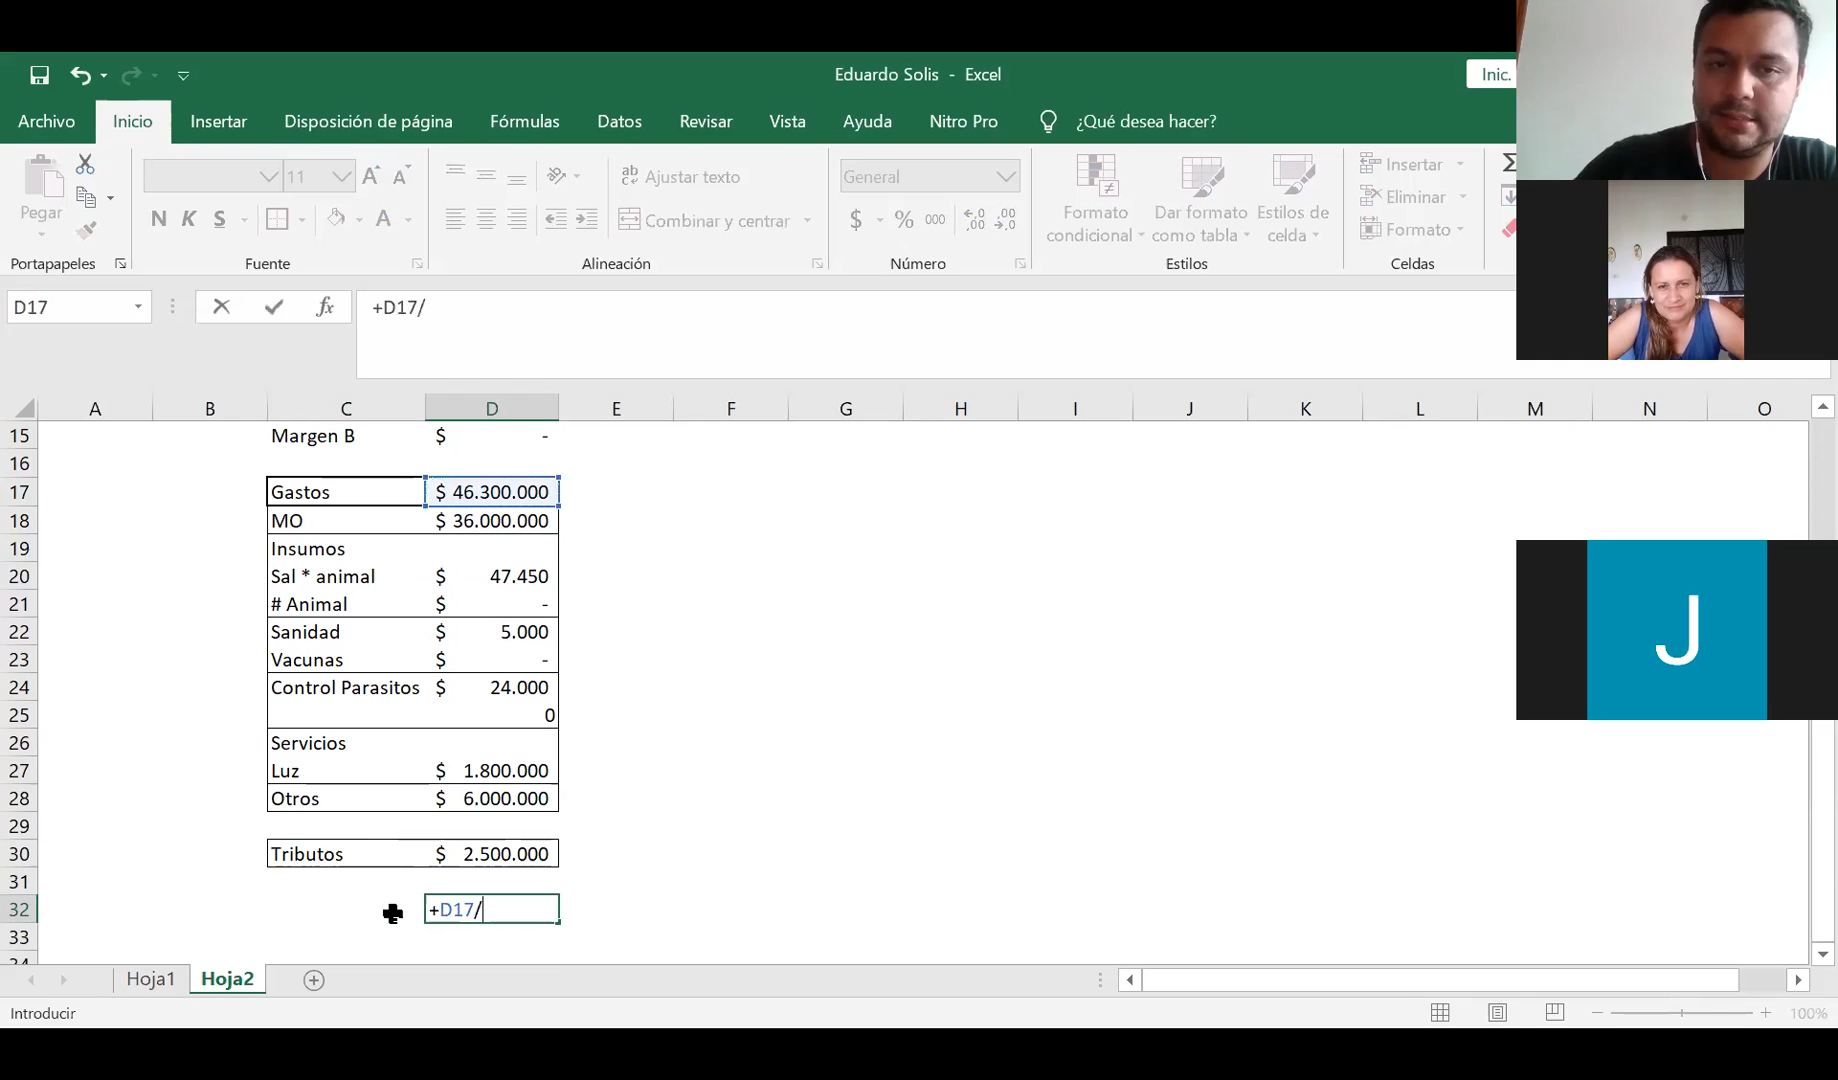 Eduardo Solis - Excel
Inic.
Archivo Inicio Insertar Disposición de página Fórmulas Datos Revisar Vista Ayuda Nitro Pro ¿Qué desea hacer?
Pegar
11
N K S
A
ab Ajustar texto
Combinar y centrar
General
$ % 000
Formato condicional
Dar formato como tabla
Estilos de celda
Insertar
Eliminar
Formato
Portapapeles Fuente Alineación Número Estilos Celdas
D17 fx +D17/
A B C D E F G H I J K L M N O
15 Margen B $ -
16
17 Gastos $ 46.300.000
18 MO $ 36.000.000
19 Insumos
20 Sal * animal $ 47.450
21 # Animal $ -
22 Sanidad $ 5.000
23 Vacunas $ -
24 Control Parasitos $ 24.000
25 0
26 Servicios
27 Luz $ 1.800.000
28 Otros $ 6.000.000
29
30 Tributos $ 2.500.000
31
32 +D17/
33
J
Hoja1 Hoja2
Introducir
100%